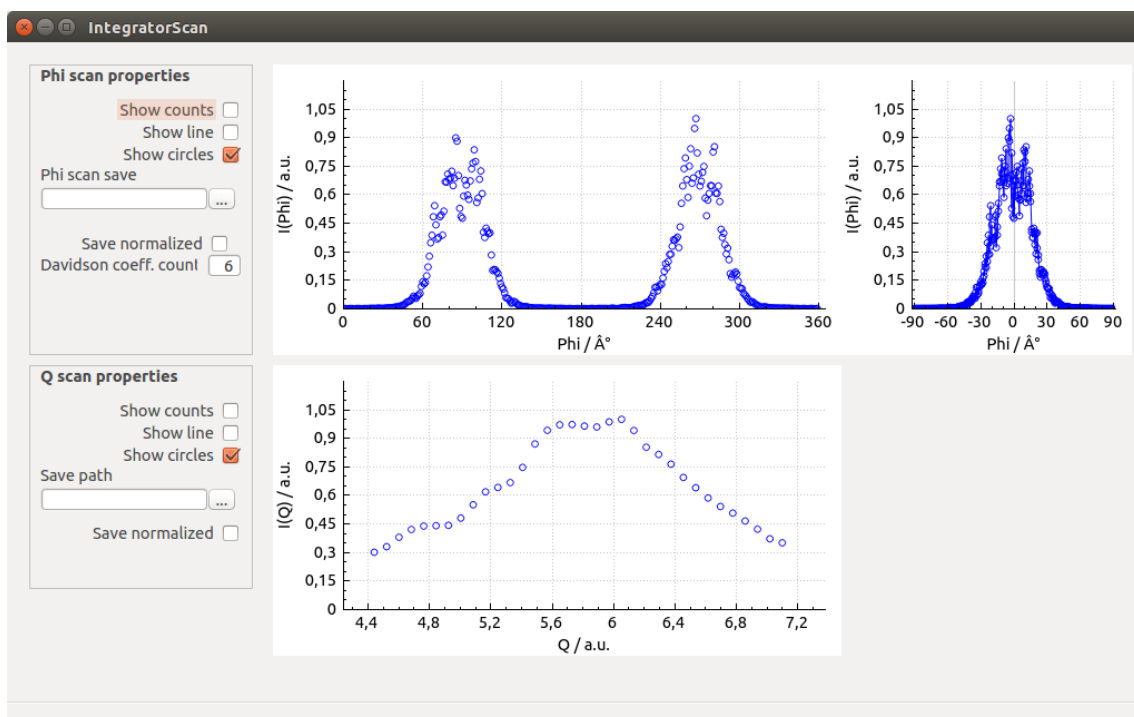 IntegratorScan
Phi scan properties
Show counts
Show line
Show circles
Phi scan save
...
Save normalized
Davidson coeff. count 6
I(Phi) / a.u.
1,05
0,9
0,75
0,6
0,45
0,3
0,15
0
0 60 120 180 240 300 360
Phi / Â°
I(Phi) / a.u.
1,05
0,9
0,75
0,6
0,45
0,3
0,15
0
-90 -60 -30 0 30 60 90
Phi / Â°
Q scan properties
Show counts
Show line
Show circles
Save path
...
Save normalized
I(Q) / a.u.
1,05
0,9
0,75
0,6
0,45
0,3
0,15
0
4,4 4,8 5,2 5,6 6 6,4 6,8 7,2
Q / a.u.